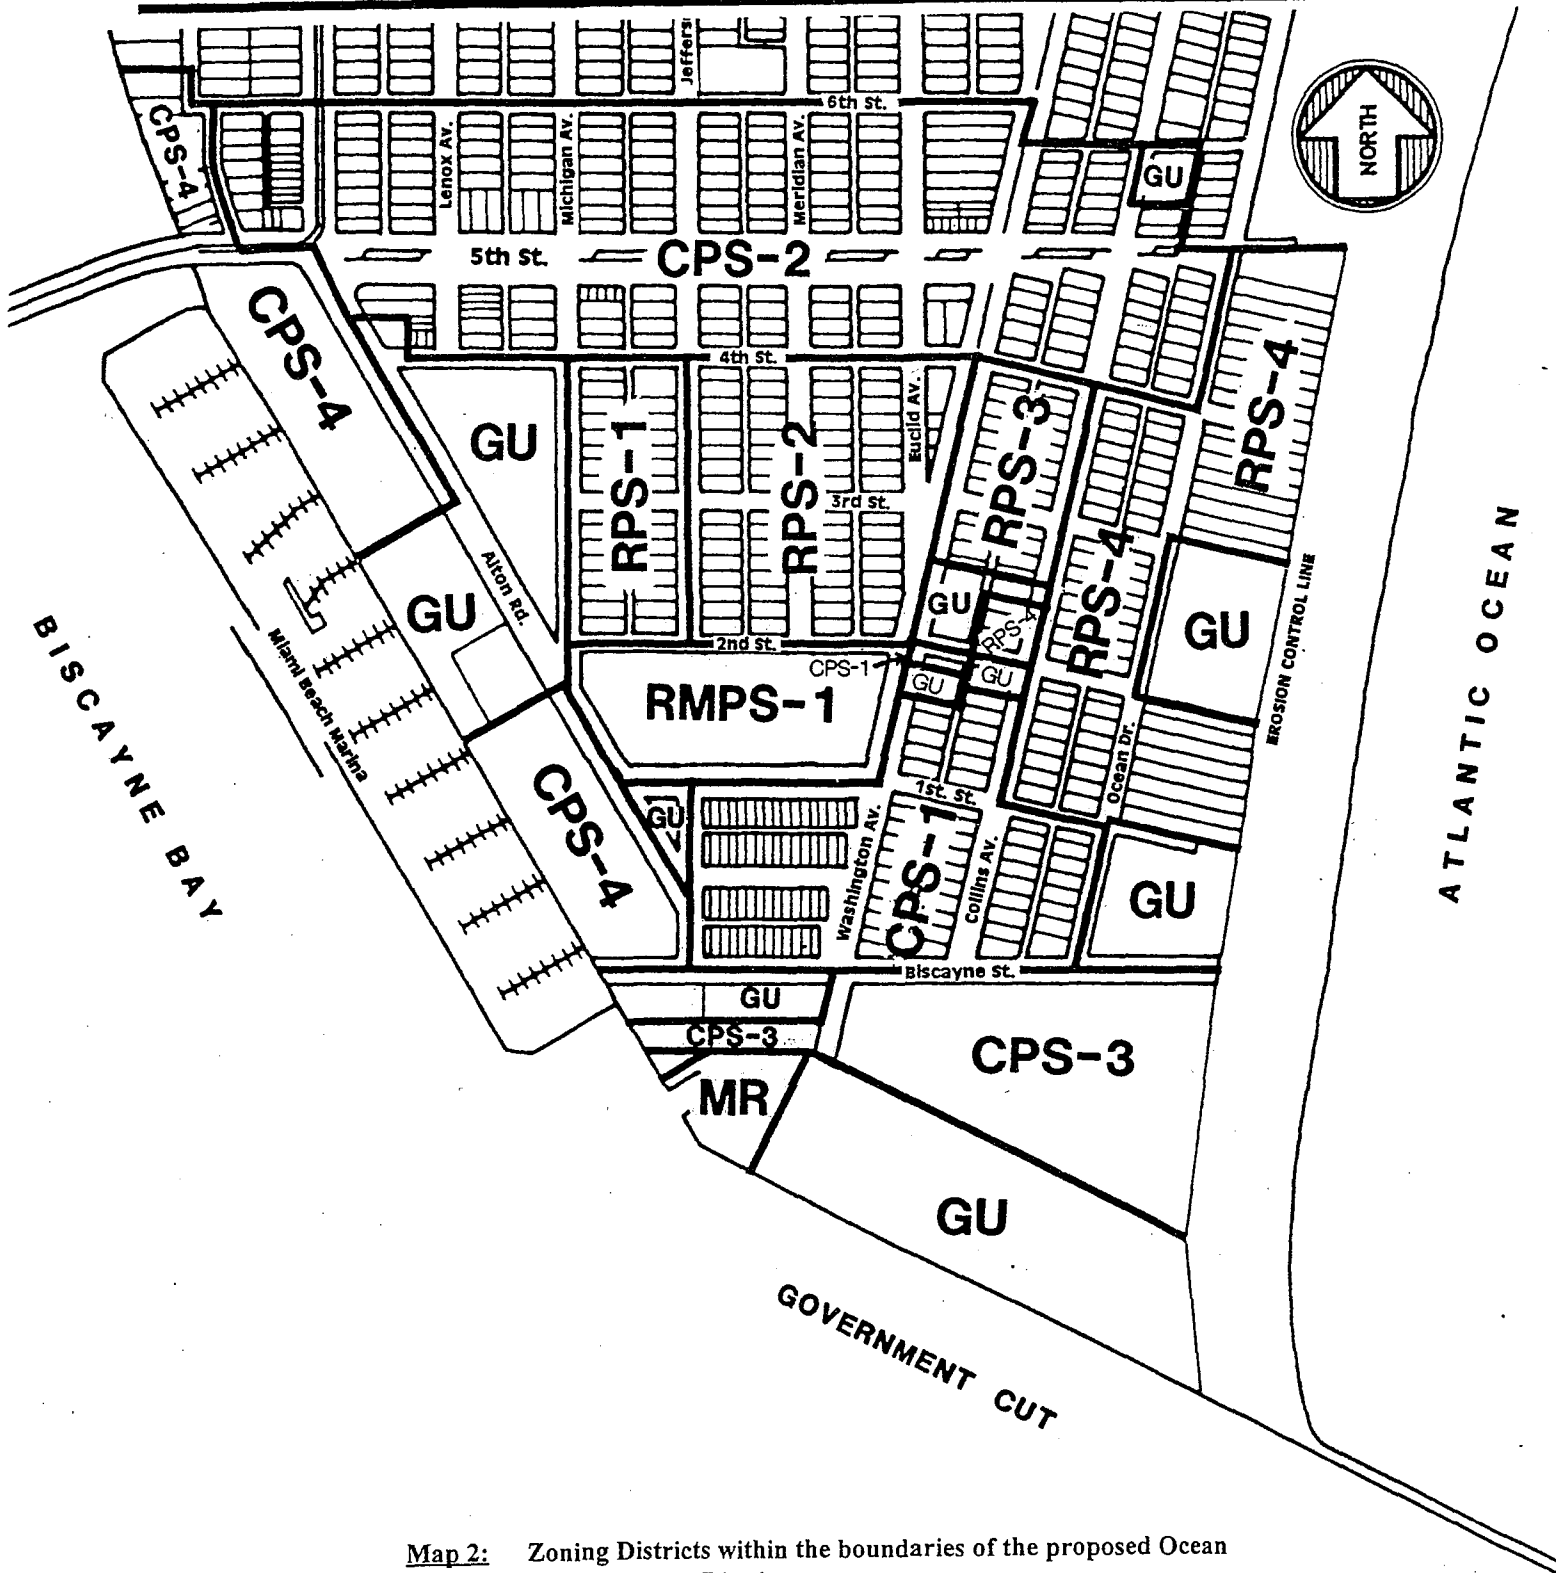 Jeffers
6th St.
NORTH
CPS-4
Lenox Av.
Michigan Av.
Meridian Av.
GU
5th St.
CPS-2
CPS-4
4th St.
RPS-4
GU
RPS-1
RPS-2
Euclid Av.
RPS-3
3rd St.
ATLANTIC OCEAN
Alton Rd.
RPS-4
GU
GU
RPS-4
GU
EROSION CONTROL LINE
BISCAYNE BAY
Miami Beach Marina
2nd St.
CPS-1
GU
GU
RMPS-1
Ocean Dr.
CPS-4
GU
1st. St.
Washington Av.
CPS-1
Collins Av.
GU
Biscayne St.
GU
CPS-3
CPS-3
MR
GU
GOVERNMENT CUT
Map 2: Zoning Districts within the boundaries of the proposed Ocean